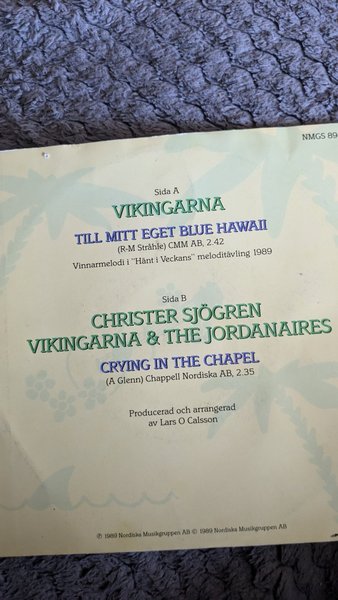 NMGS 89
Sida A
VIKINGARNA
TILL MITT EGET BLUE HAWAII
(R-M Stråhle) CMM AB, 2.42
Vinnarmelodi i "Hänt i Veckans" meloditävling 1989
Sida B
CHRISTER SJÖGREN
VIKINGARNA & THE JORDANAIRES
CRYING IN THE CHAPEL
(A Glenn) Chappell Nordiska AB, 2.35
Producerad och arrangerad
av Lars O Calsson
℗ 1989 Nordiska Musikgruppen AB © 1989 Nordiska Musikgruppen AB